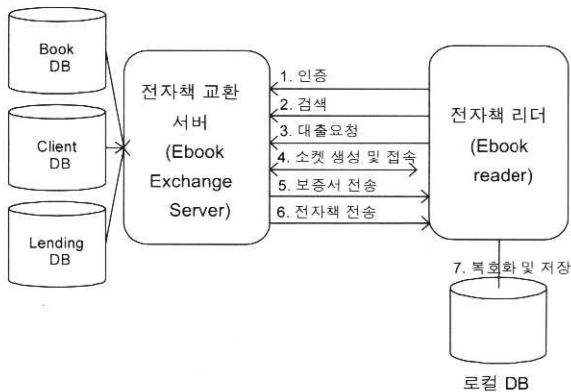 Book
DB
Client
DB
Lending
DB
전자책 교환
서버
(Ebook
Exchange
Server)
1. 인증
2. 검색
3. 대출요청
4. 소켓 생성 및 접속
5. 보증서 전송
6. 전자책 전송
전자책 리더
(Ebook
reader)
7. 복호화 및 저장
로컬 DB